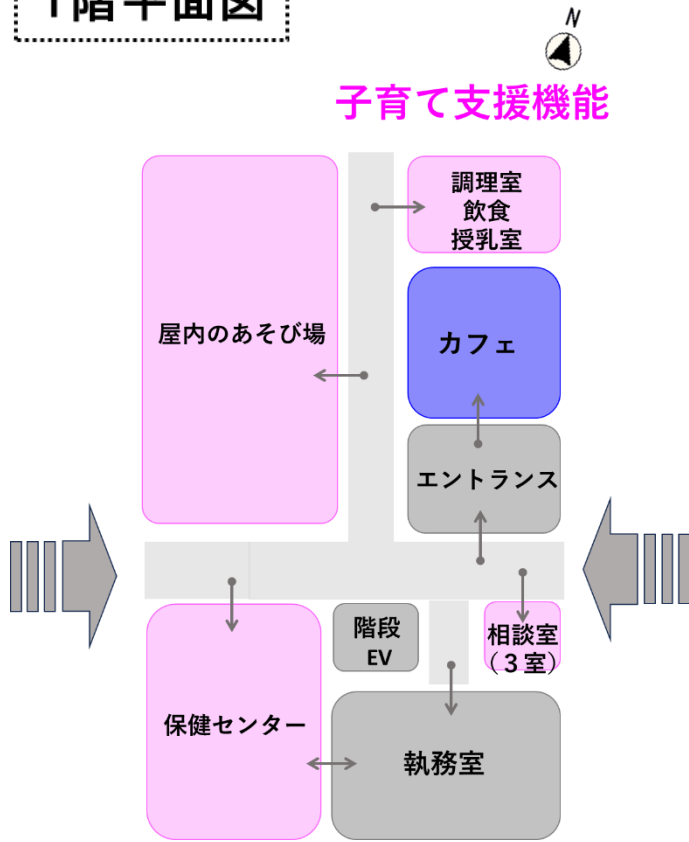 1階平面図
N
子育て支援機能
調理室
飲食
授乳室
屋内のあそび場
カフェ
エントランス
階段
EV
相談室
（３室）
保健センター
執務室